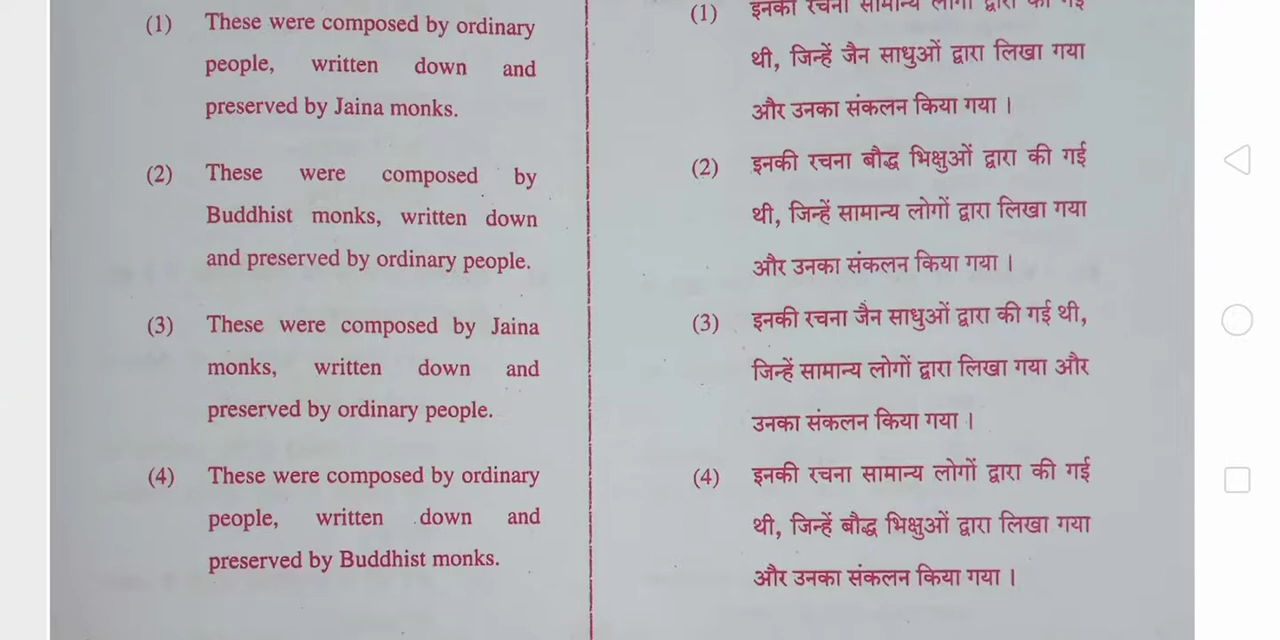 (1) These were composed by ordinary
people, written down and
preserved by Jaina monks.
(2) These were composed by
Buddhist monks, written down
and preserved by ordinary people.
(3) These were composed by Jaina
monks, written down and
preserved by ordinary people.
(4) These were composed by ordinary
people, written down and
preserved by Buddhist monks.
(1) इनकी रचना सामान्य लोगों द्वारा की गई
थी, जिन्हें जैन साधुओं द्वारा लिखा गया
और उनका संकलन किया गया ।
(2) इनकी रचना बौद्ध भिक्षुओं द्वारा की गई
थी, जिन्हें सामान्य लोगों द्वारा लिखा गया
और उनका संकलन किया गया ।
(3) इनकी रचना जैन साधुओं द्वारा की गई थी,
जिन्हें सामान्य लोगों द्वारा लिखा गया और
उनका संकलन किया गया ।
(4) इनकी रचना सामान्य लोगों द्वारा की गई
थी, जिन्हें बौद्ध भिक्षुओं द्वारा लिखा गया
और उनका संकलन किया गया ।